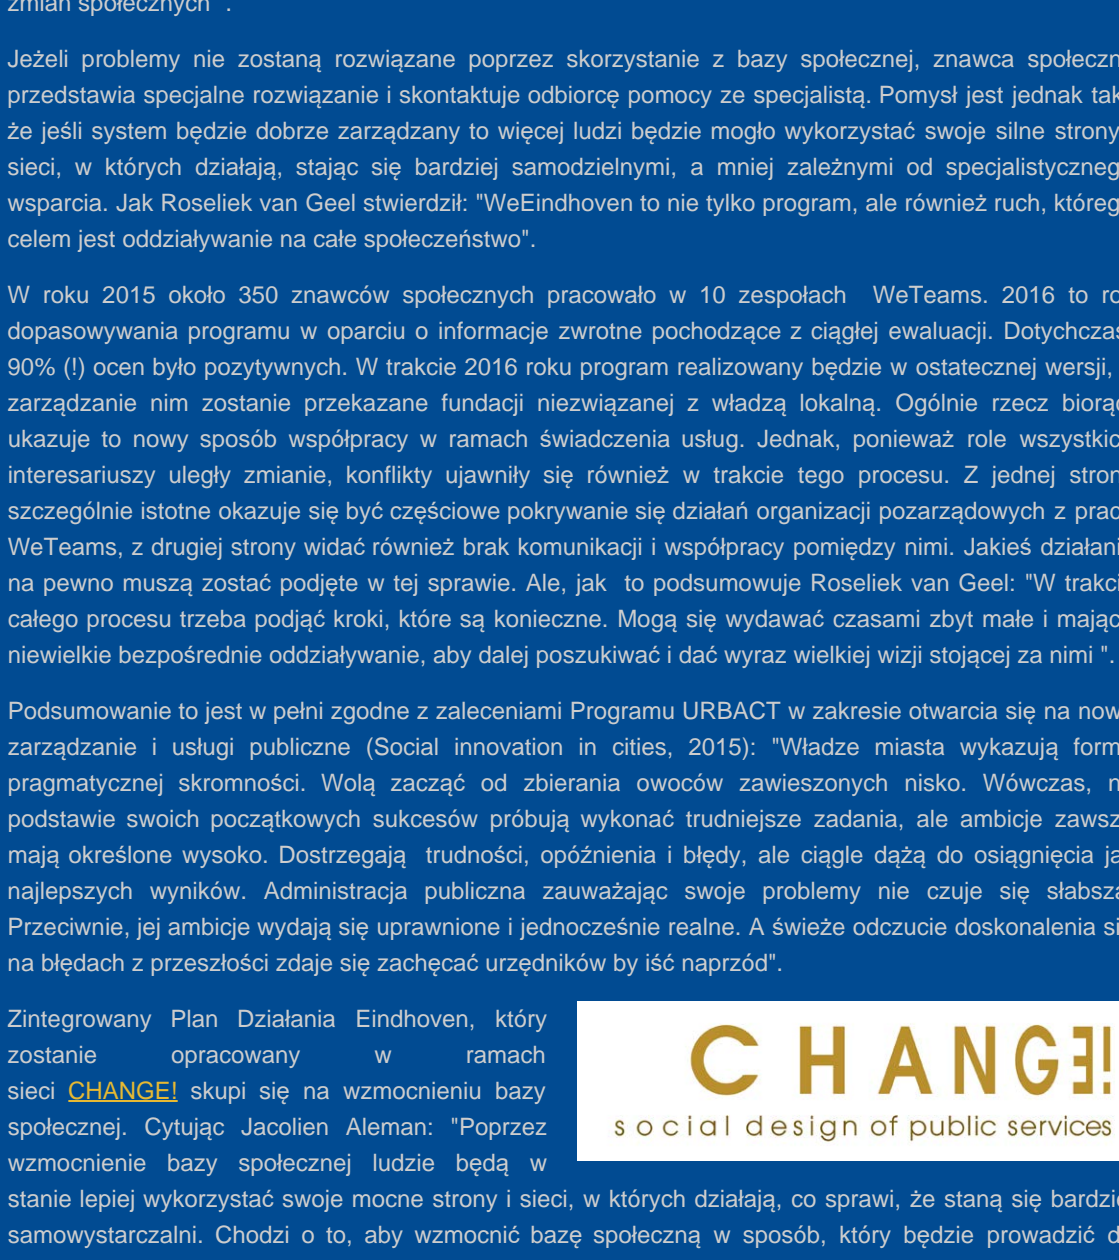 zmian społecznych".
Jeżeli problemy nie zostaną rozwiązane poprzez skorzystanie z bazy społecznej, znawca społeczn
przedstawia specjalne rozwiązanie i skontaktuje odbiorcę pomocy ze specjalistą. Pomysł jest jednak tak
że jeśli system będzie dobrze zarządzany to więcej ludzi będzie mogło wykorzystać swoje silne strony
sieci, w których działają, stając się bardziej samodzielnymi, a mniej zależnymi od specjalistyczneg
wsparcia. Jak Roseliek van Geel stwierdził: "WeEindhoven to nie tylko program, ale również ruch, któreg
celem jest oddziaływanie na całe społeczeństwo".
W roku 2015 około 350 znawców społecznych pracowało w 10 zespołach WeTeams. 2016 to ro
dopasowywania programu w oparciu o informacje zwrotne pochodzące z ciągłej ewaluacji. Dotychczas
90% (!) ocen było pozytywnych. W trakcie 2016 roku program realizowany będzie w ostatecznej wersji,
zarządzanie nim zostanie przekazane fundacji niezwiązanej z władzą lokalną. Ogólnie rzecz biorąc
ukazuje to nowy sposób współpracy w ramach świadczenia usług. Jednak, ponieważ role wszystkic
interesariuszy uległy zmianie, konflikty ujawniły się również w trakcie tego procesu. Z jednej stron
szczególnie istotne okazuje się być częściowe pokrywanie się działań organizacji pozarządowych z prac
WeTeams, z drugiej strony widać również brak komunikacji i współpracy pomiędzy nimi. Jakieś działani
na pewno muszą zostać podjęte w tej sprawie. Ale, jak to podsumowuje Roseliek van Geel: "W trakci
całego procesu trzeba podjąć kroki, które są konieczne. Mogą się wydawać czasami zbyt małe i mając
niewielkie bezpośrednie oddziaływanie, aby dalej poszukiwać i dać wyraz wielkiej wizji stojącej za nimi ".
Podsumowanie to jest w pełni zgodne z zaleceniami Programu URBACT w zakresie otwarcia się na now
zarządzanie i usługi publiczne (Social innovation in cities, 2015): "Władze miasta wykazują form
pragmatycznej skromności. Wolą zacząć od zbierania owoców zawieszonych nisko. Wówczas, n
podstawie swoich początkowych sukcesów próbują wykonać trudniejsze zadania, ale ambicje zawsz
mają określone wysoko. Dostrzegają trudności, opóźnienia i błędy, ale ciągle dążą do osiągnięcia ja
najlepszych wyników. Administracja publiczna zauważając swoje problemy nie czuje się słabsza
Przeciwnie, jej ambicje wydają się uprawnione i jednocześnie realne. A świeże odczucie doskonalenia si
na błędach z przeszłości zdaje się zachęcać urzędników by iść naprzód".
Zintegrowany Plan Działania Eindhoven, który
zostanie opracowany w ramach
sieci CHANGE! skupi się na wzmocnieniu bazy
społecznej. Cytując Jacolien Aleman: "Poprzez
wzmocnienie bazy społecznej ludzie będą w
CHANGE!
social design of public services
stanie lepiej wykorzystać swoje mocne strony i sieci, w których działają, co sprawi, że staną się bardzie
samowystarczalni. Chodzi o to, aby wzmocnić bazę społeczną w sposób, który będzie prowadzić d